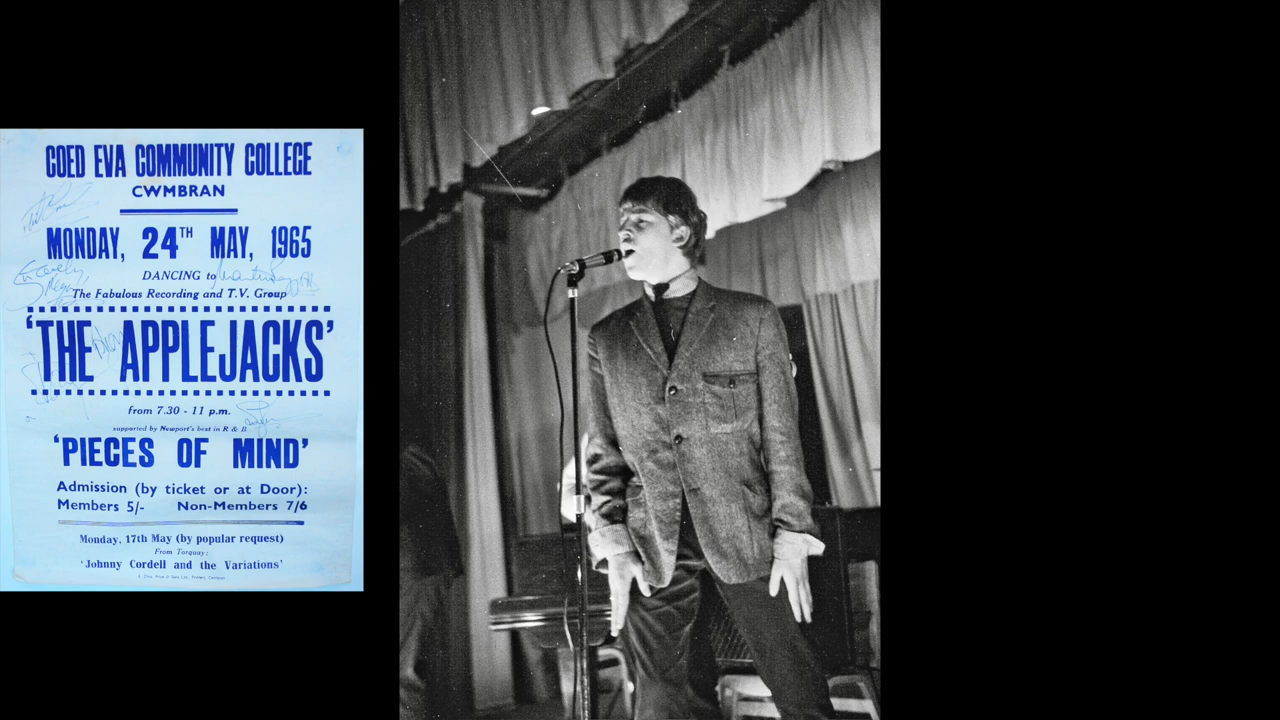 COED EVA COMMUNITY COLLEGE
CWMBRAN
MONDAY, 24TH MAY, 1965
DANCING to
The Fabulous Recording and T.V. Group
'THE APPLEJACKS'
from 7.30 - 11 p.m.
supported by Newport's best in R & B
'PIECES OF MIND'
Admission (by ticket or at Door):
Members 5/- Non-Members 7/6
Monday, 17th May (by popular request)
From Torquay:
'Johnny Cordell and the Variations'